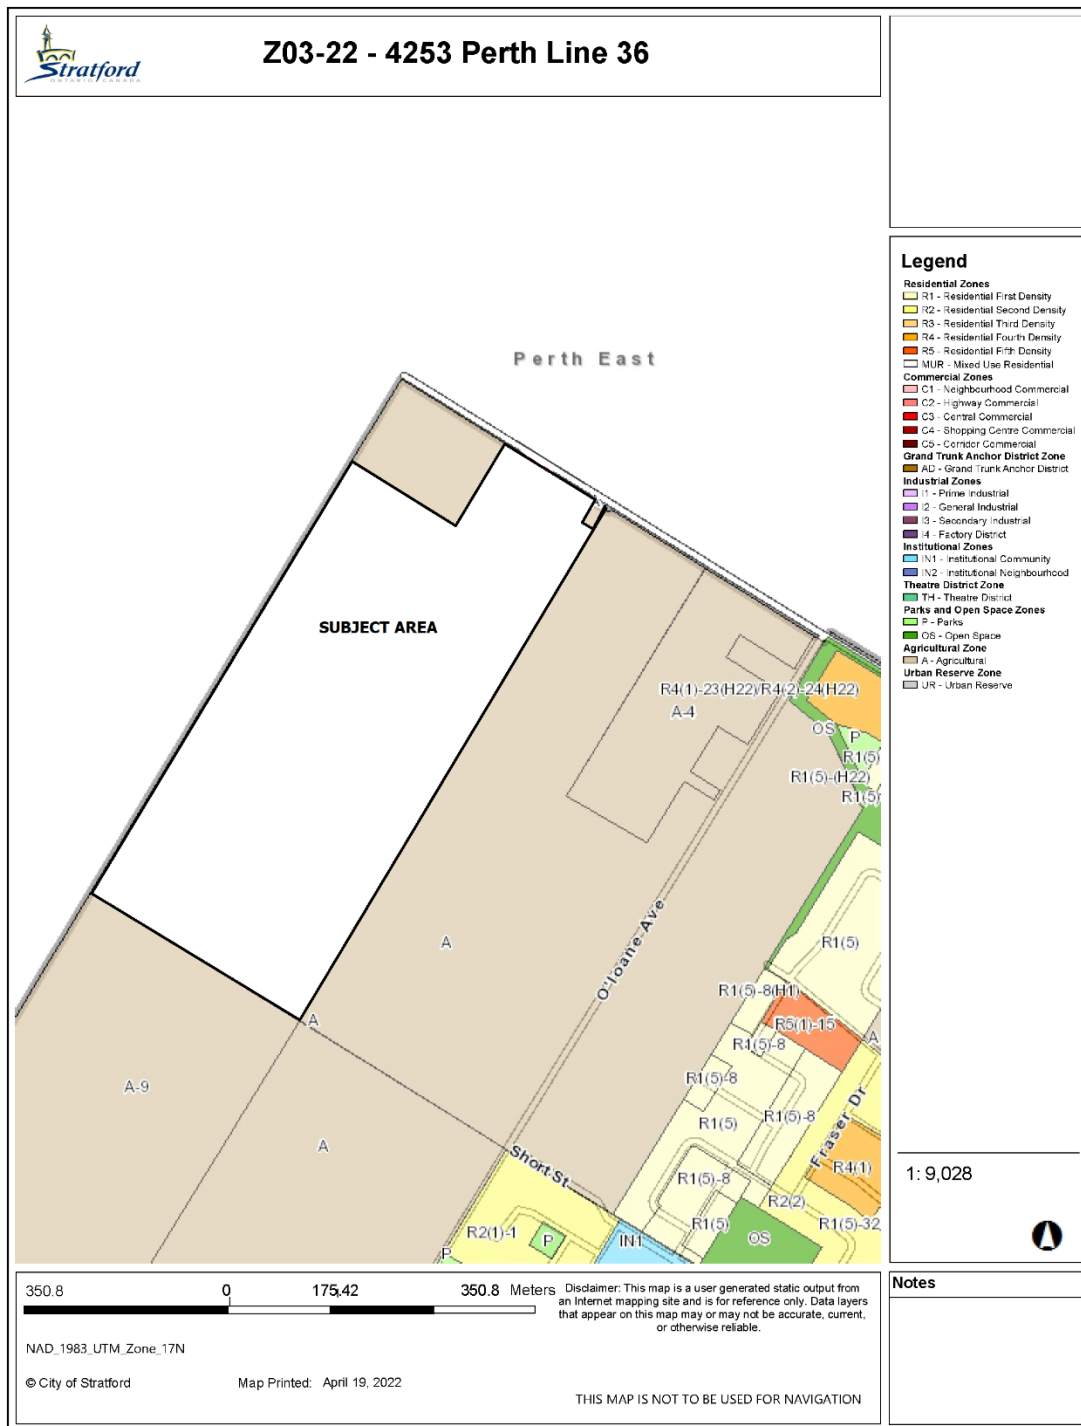 Stratford
ONTARIO CANADA
Z03-22 - 4253 Perth Line 36
Perth East
SUBJECT AREA
R4(1)-23(H22)/R4(2)-24(H22)
A-4
OS
P
R1(5)
R1(5)-(H22)
R1(5)
O'loane Ave
A
R1(5)
R1(5)-8(H1)
R5(1)-15
A
R1(5)-8
A
R1(5)-8
A-9
R1(5)
R1(5)-8
Fraser Dr
A
Short St
R4(1)
R1(5)-8
R2(2)
R2(1)-1
P
IN1
R1(5)
OS
R1(5)-32
P
Legend
Residential Zones
R1 - Residential First Density
R2 - Residential Second Density
R3 - Residential Third Density
R4 - Residential Fourth Density
R5 - Residential Fifth Density
MUR - Mixed Use Residential
Commercial Zones
C1 - Neighbourhood Commercial
C2 - Highway Commercial
C3 - Central Commercial
C4 - Shopping Centre Commercial
C5 - Corridor Commercial
Grand Trunk Anchor District Zone
AD - Grand Trunk Anchor District
Industrial Zones
I1 - Prime Industrial
I2 - General Industrial
I3 - Secondary Industrial
I4 - Factory District
Institutional Zones
IN1 - Institutional Community
IN2 - Institutional Neighbourhood
Theatre District Zone
TH - Theatre District
Parks and Open Space Zones
P - Parks
OS - Open Space
Agricultural Zone
A - Agricultural
Urban Reserve Zone
UR - Urban Reserve
1: 9,028
350.8 0 175.42 350.8 Meters
NAD_1983_UTM_Zone_17N
© City of Stratford Map Printed: April 19, 2022
Disclaimer: This map is a user generated static output from
an Internet mapping site and is for reference only. Data layers
that appear on this map may or may not be accurate, current,
or otherwise reliable.
THIS MAP IS NOT TO BE USED FOR NAVIGATION
Notes